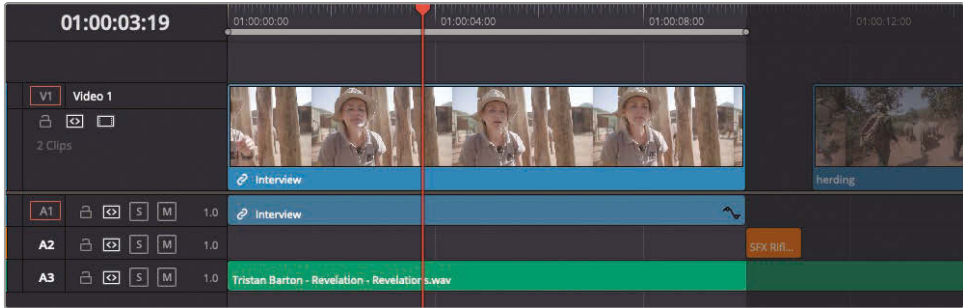 01:00:03:19
01:00:00:00 01:00:04:00 01:00:08:00 01:00:12:00
V1 Video 1
2 Clips
Interview herding
A1 S M 1.0 Interview
A2 S M 1.0 SFX Rifl...
A3 S M 1.0 Tristan Barton - Revelation - Revelations.wav